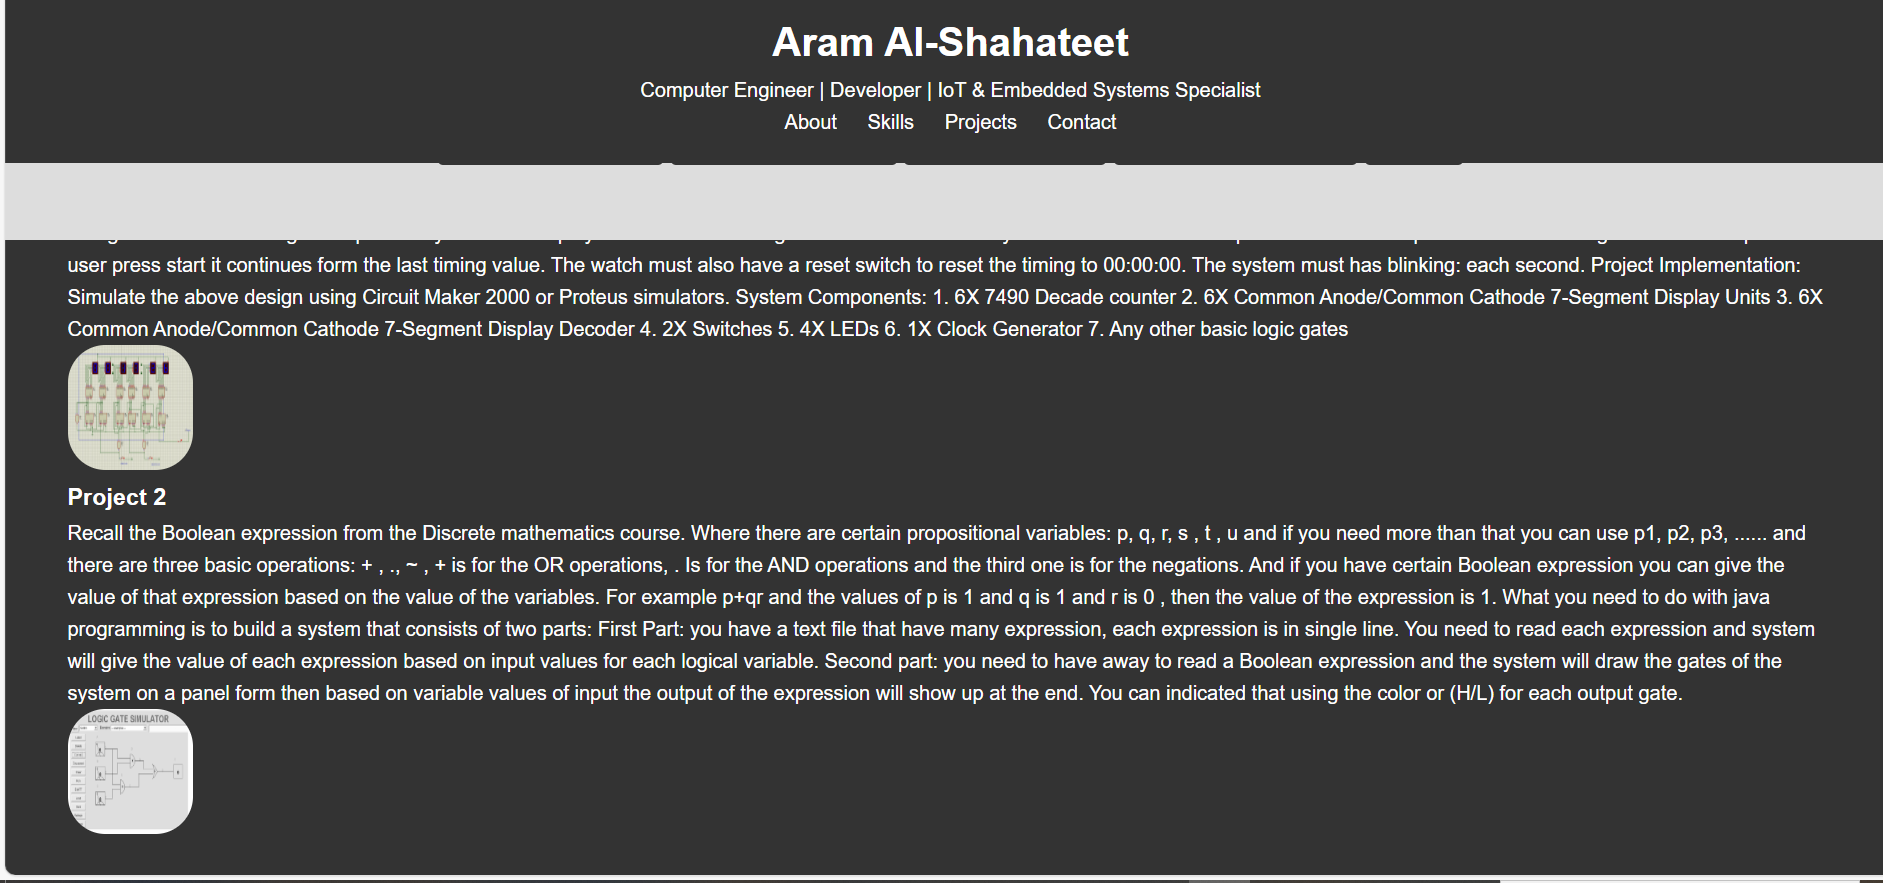 Aram Al-Shahateet
Computer Engineer | Developer | IoT & Embedded Systems Specialist
About Skills Projects Contact
user press start it continues form the last timing value. The watch must also have a reset switch to reset the timing to 00:00:00. The system must has blinking: each second. Project Implementation:
Simulate the above design using Circuit Maker 2000 or Proteus simulators. System Components: 1. 6X 7490 Decade counter 2. 6X Common Anode/Common Cathode 7-Segment Display Units 3. 6X
Common Anode/Common Cathode 7-Segment Display Decoder 4. 2X Switches 5. 4X LEDs 6. 1X Clock Generator 7. Any other basic logic gates
Project 2
Recall the Boolean expression from the Discrete mathematics course. Where there are certain propositional variables: p, q, r, s , t , u and if you need more than that you can use p1, p2, p3, ...... and
there are three basic operations: + , ., ~ , + is for the OR operations, . Is for the AND operations and the third one is for the negations. And if you have certain Boolean expression you can give the
value of that expression based on the value of the variables. For example p+qr and the values of p is 1 and q is 1 and r is 0 , then the value of the expression is 1. What you need to do with java
programming is to build a system that consists of two parts: First Part: you have a text file that have many expression, each expression is in single line. You need to read each expression and system
will give the value of each expression based on input values for each logical variable. Second part: you need to have away to read a Boolean expression and the system will draw the gates of the
system on a panel form then based on variable values of input the output of the expression will show up at the end. You can indicated that using the color or (H/L) for each output gate.
LOGIC GATE SIMULATOR